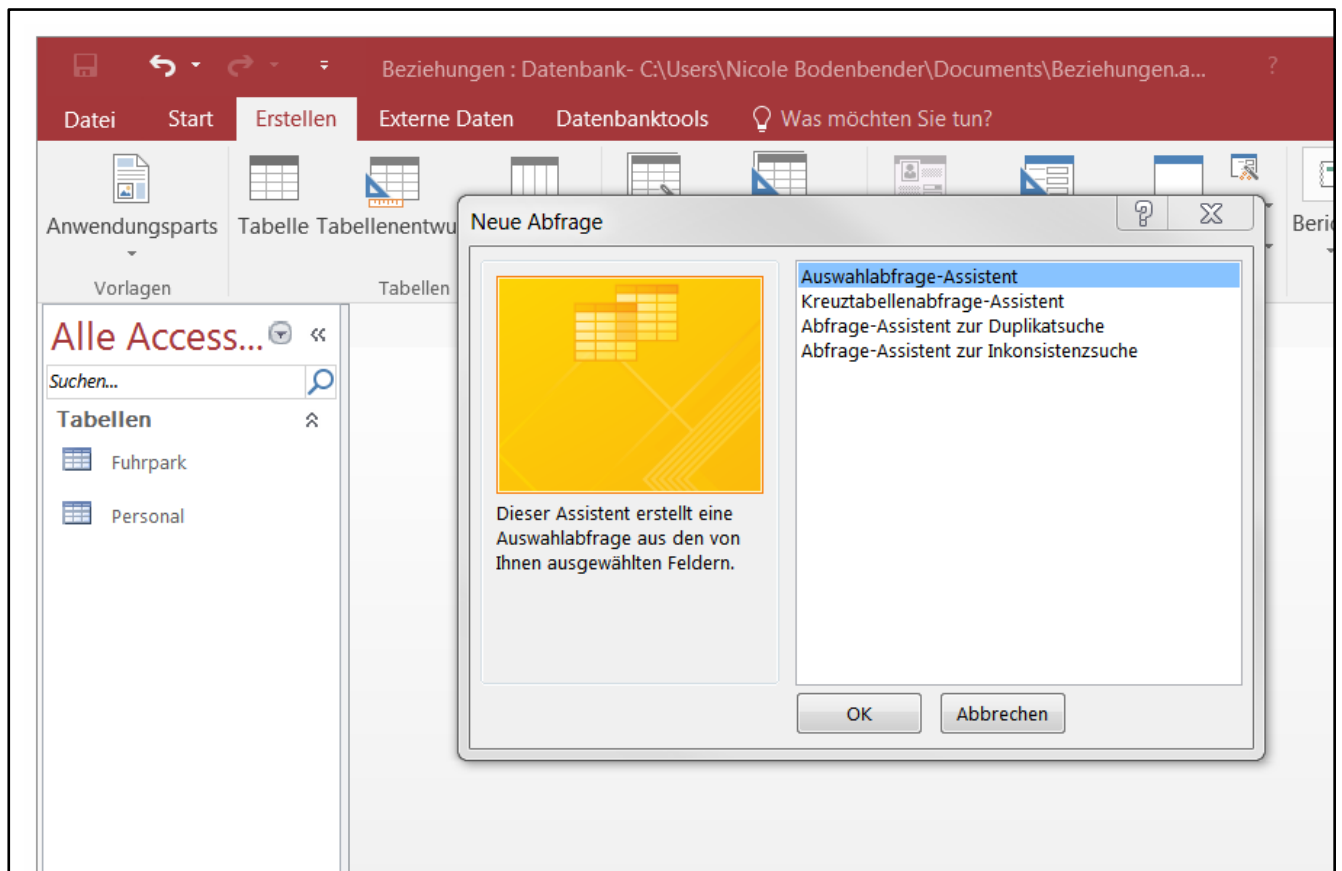 Beziehungen : Datenbank- C:\Users\Nicole Bodenbender\Documents\Beziehungen.a... ?
Datei Start Erstellen Externe Daten Datenbanktools Was möchten Sie tun?
Anwendungsparts Tabelle Tabellenentwu
Vorlagen Tabellen
Neue Abfrage
Auswahlabfrage-Assistent
Kreuztabellenabfrage-Assistent
Abfrage-Assistent zur Duplikatsuche
Abfrage-Assistent zur Inkonsistenzsuche
Dieser Assistent erstellt eine
Auswahlabfrage aus den von
Ihnen ausgewählten Feldern.
OK Abbrechen
Alle Access...
Suchen...
Tabellen
Fuhrpark
Personal